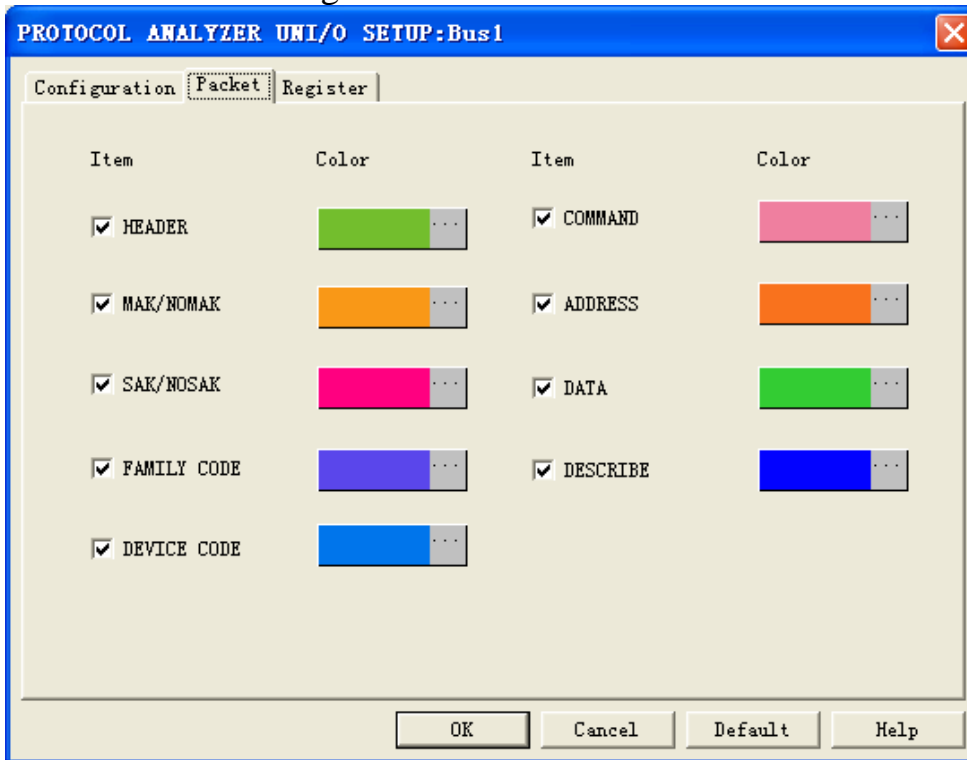 PROTOCOL ANALYZER UNI/O SETUP:Bus1
Configuration Packet Register
Item Color Item Color
HEADER ... COMMAND ...
MAK/NOMAK ... ADDRESS ...
SAK/NOSAK ... DATA ...
FAMILY CODE ... DESCRIBE ...
DEVICE CODE ...
OK Cancel Default Help